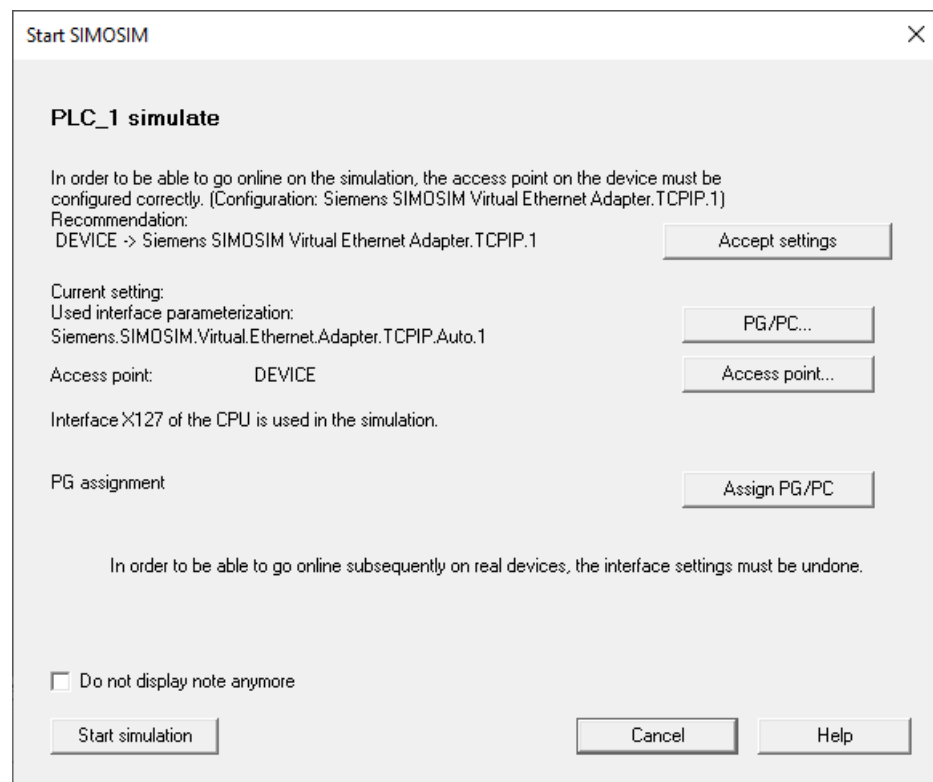 Start SIMOSIM
PLC_1 simulate
In order to be able to go online on the simulation, the access point on the device must be
configured correctly. (Configuration: Siemens SIMOSIM Virtual Ethernet Adapter.TCPIP.1)
Recommendation:
DEVICE -> Siemens SIMOSIM Virtual Ethernet Adapter.TCPIP.1
Accept settings
Current setting:
Used interface parameterization:
Siemens.SIMOSIM.Virtual.Ethernet.Adapter.TCPIP.Auto.1
PG/PC...
Access point: DEVICE
Access point...
Interface X127 of the CPU is used in the simulation.
PG assignment
Assign PG/PC
In order to be able to go online subsequently on real devices, the interface settings must be undone.
Do not display note anymore
Start simulation
Cancel
Help